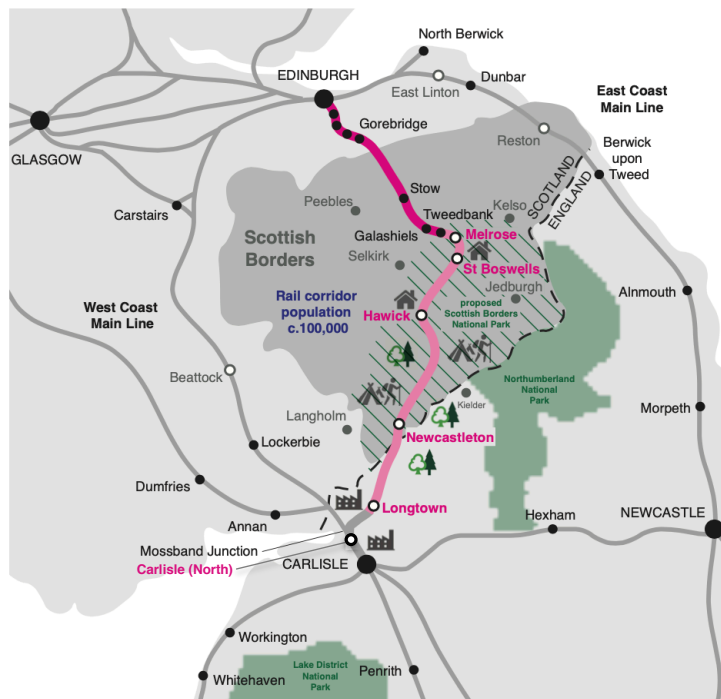 North Berwick
EDINBURGH
Dunbar
East Linton
East Coast
Main Line
Gorebridge
Reston
GLASGOW
SCOTLAND
ENGLAND
Berwick
upon
Tweed
Stow
Peebles
Kelso
Carstairs
Tweedbank
Galashiels
Melrose
Scottish
Borders
Selkirk
St Boswells
Jedburgh
Alnmouth
West Coast
Main Line
Rail corridor
population
c.100,000
proposed
Scottish Borders
National Park
Hawick
Beattock
Northumberland
National
Park
Kielder
Morpeth
Langholm
Newcastleton
Lockerbie
Dumfries
Longtown
Annan
Hexham
NEWCASTLE
Mossband Junction
Carlisle (North)
CARLISLE
Workington
Lake District
National
Park
Penrith
Whitehaven